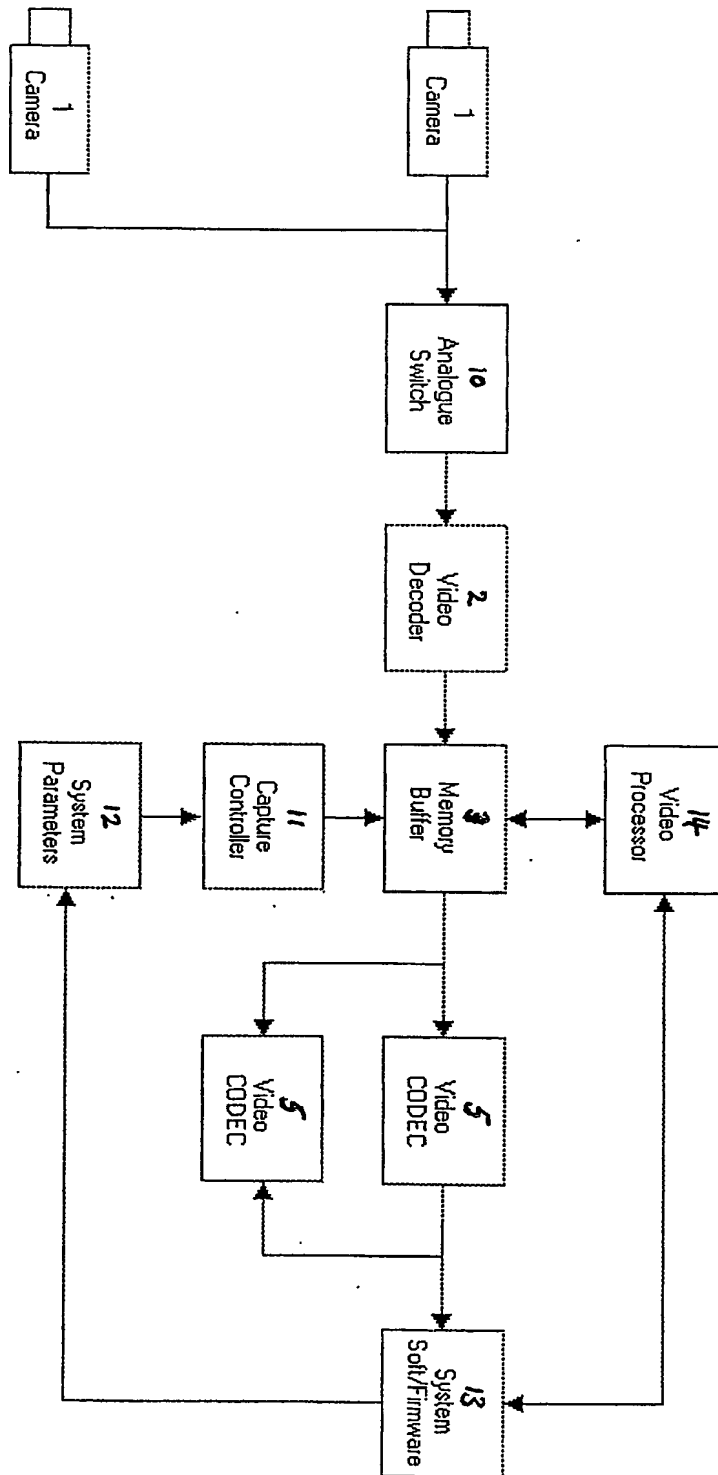 1
Camera
1
Camera
10
Analogue
Switch
2
Video
Decoder
14
Video
Processor
3
Memory
Buffer
11
Capture
Controller
12
System
Parameters
5
Video
CODEC
5
Video
CODEC
13
System
Soft/Firmware